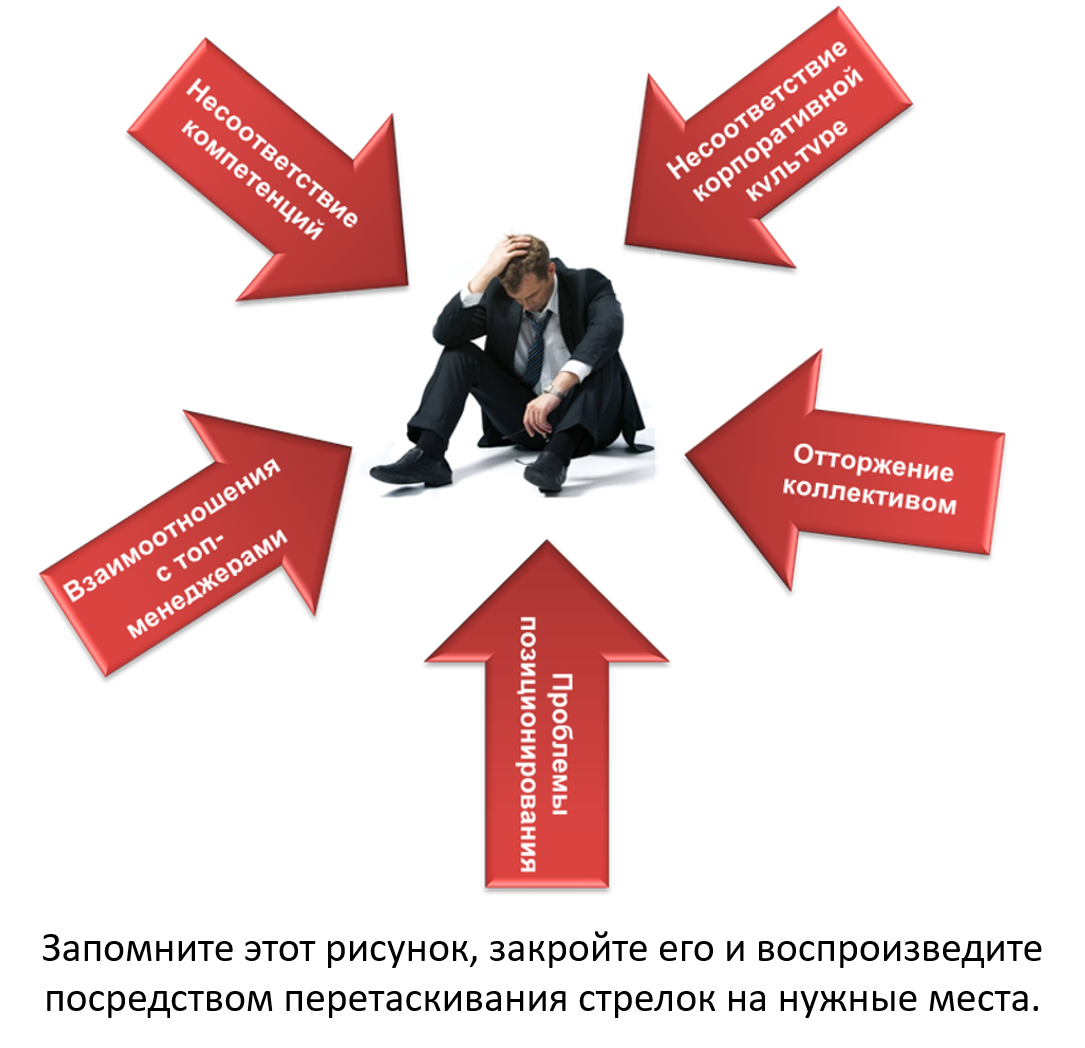 Несоответствие
компетенций
Несоответствие
корпоративной
культуре
Взаимоотношения
с топ-
менеджерами
Отторжение
коллективом
Проблемы
позиционирования
Запомните этот рисунок, закройте его и воспроизведите
посредством перетаскивания стрелок на нужные места.